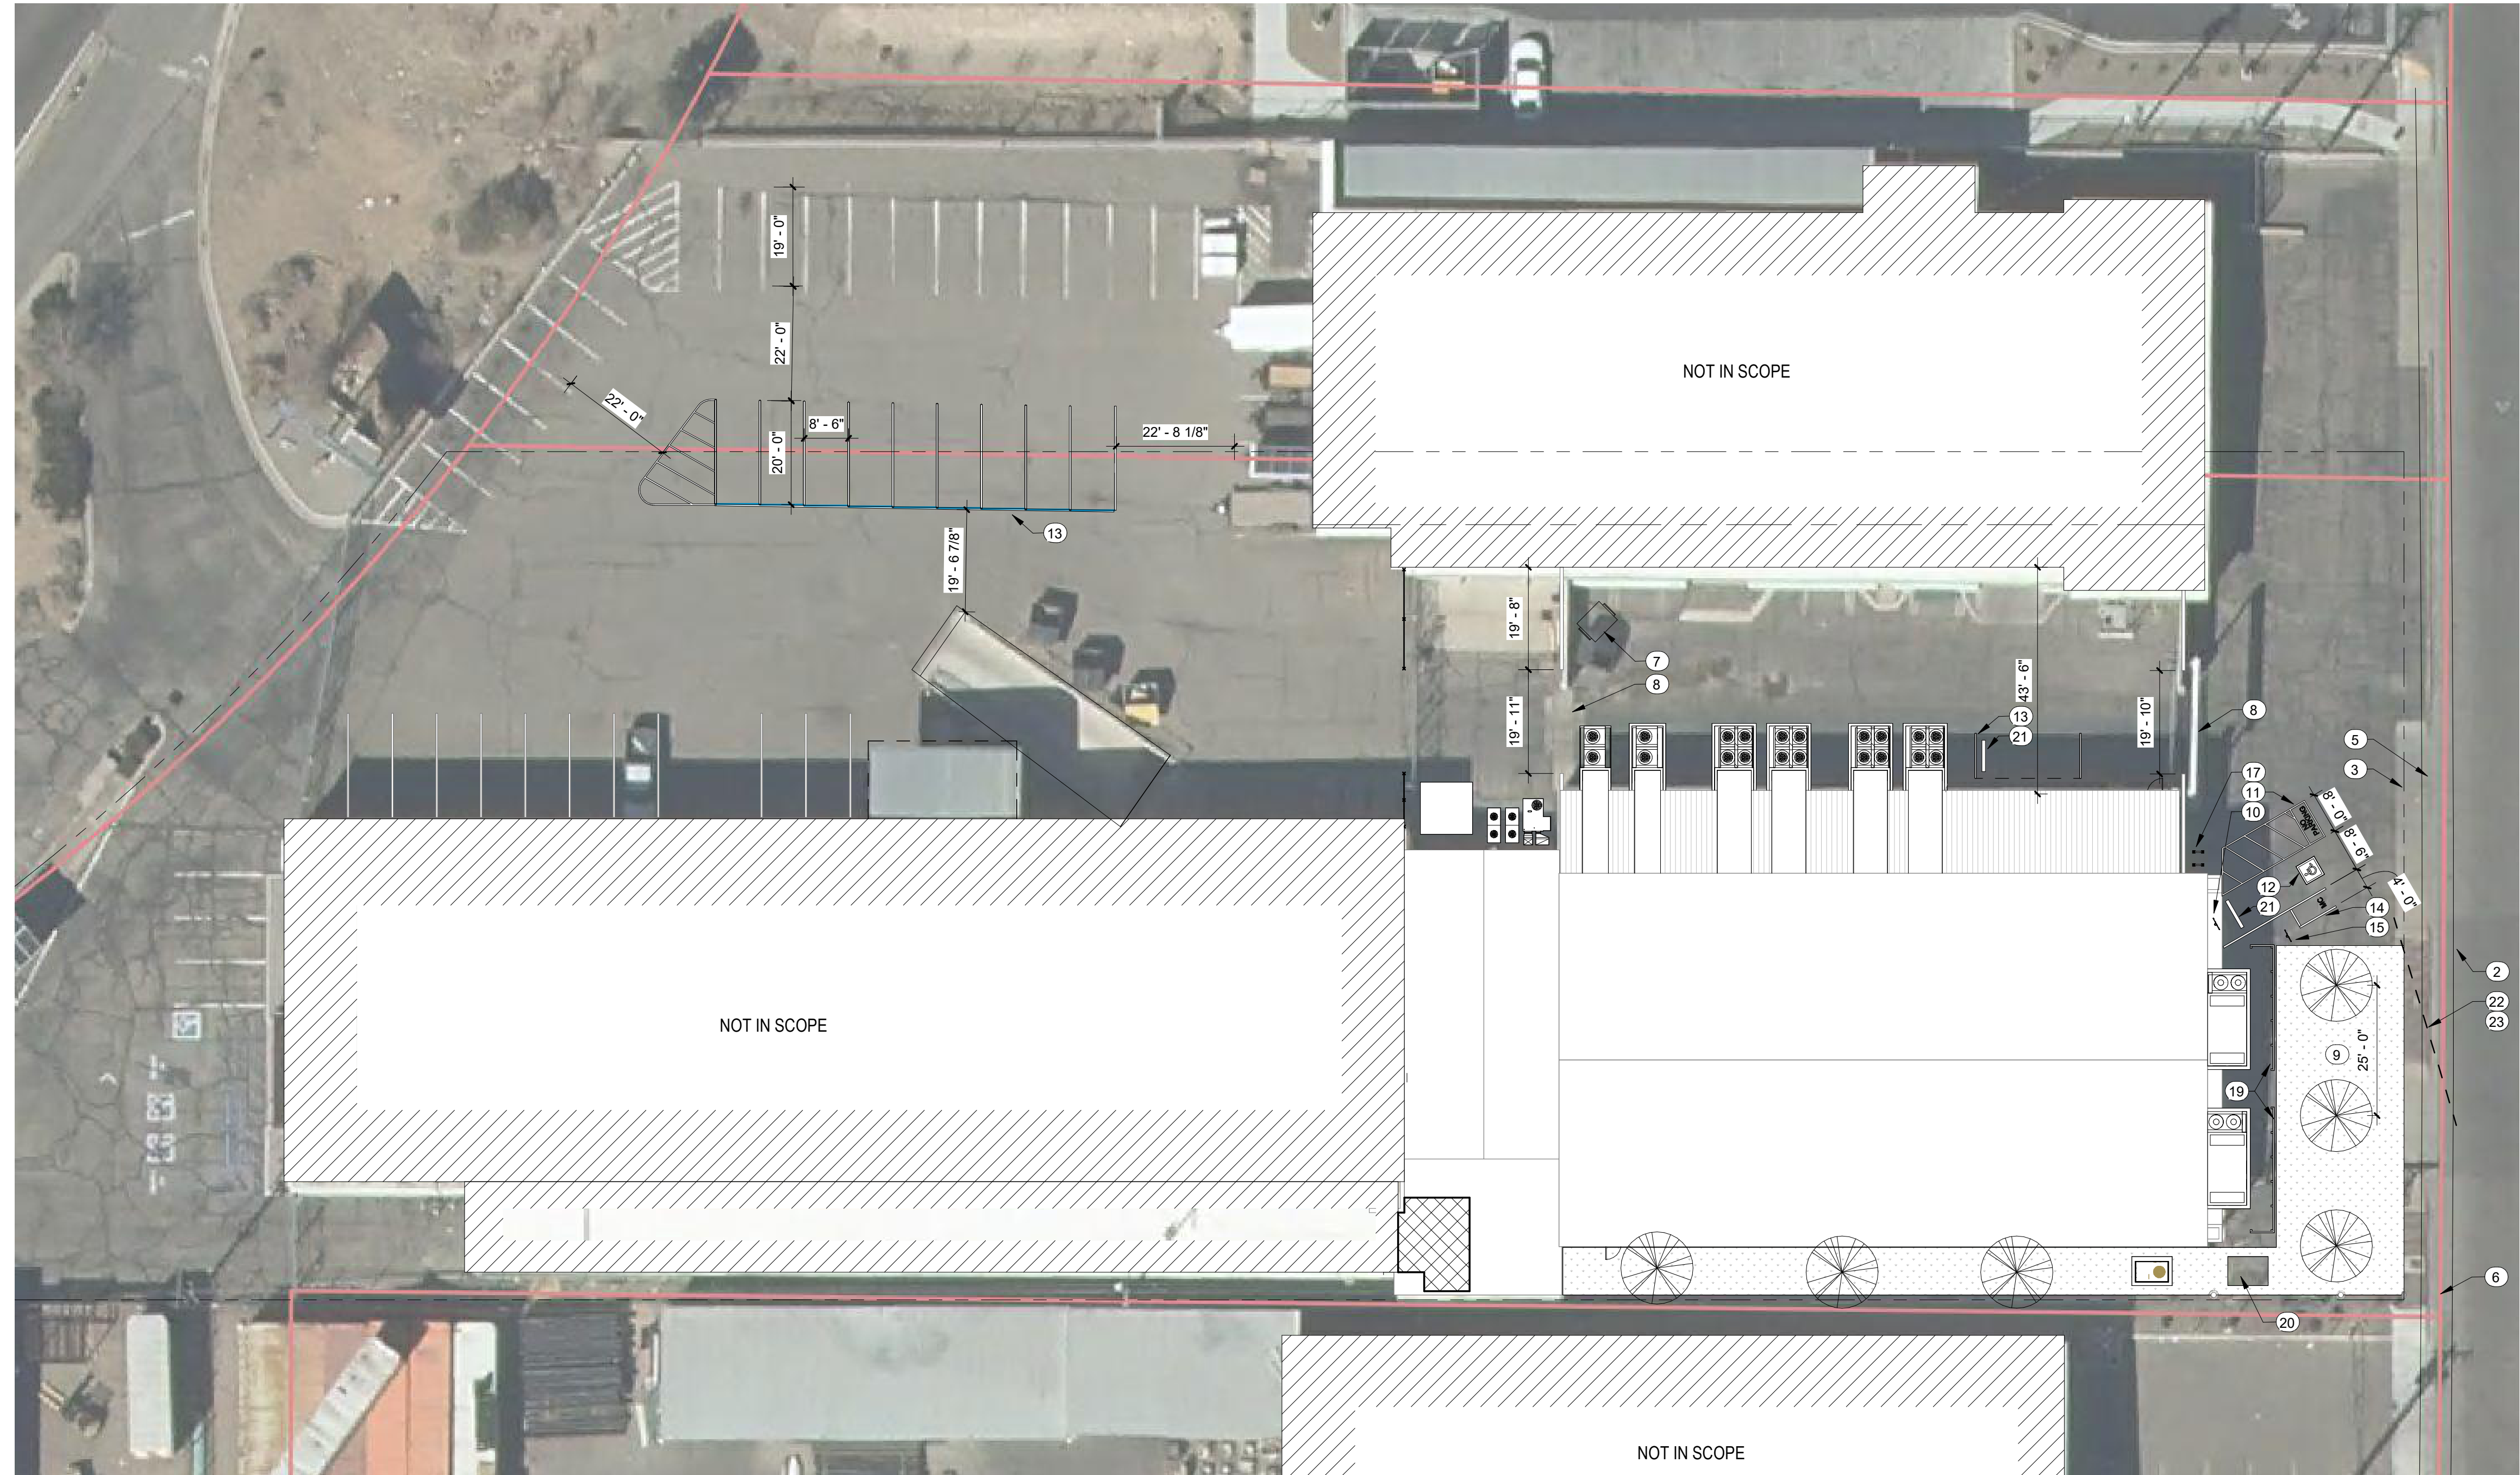 19' - 0"
22' - 0"
NOT IN SCOPE
22' - 0"
8' - 6"
22' - 8 1/8"
20' - 0"
13
19' - 6 7/8"
19' - 8"
7
8
43' - 6"
19' - 11"
13
21
19' - 10"
8
5
3
17
11
10
8' - 0"
NO
PARKING
8' - 6"
4' - 0"
12
21
MC
14
15
2
22
23
NOT IN SCOPE
9
25' - 0"
19
6
20
NOT IN SCOPE